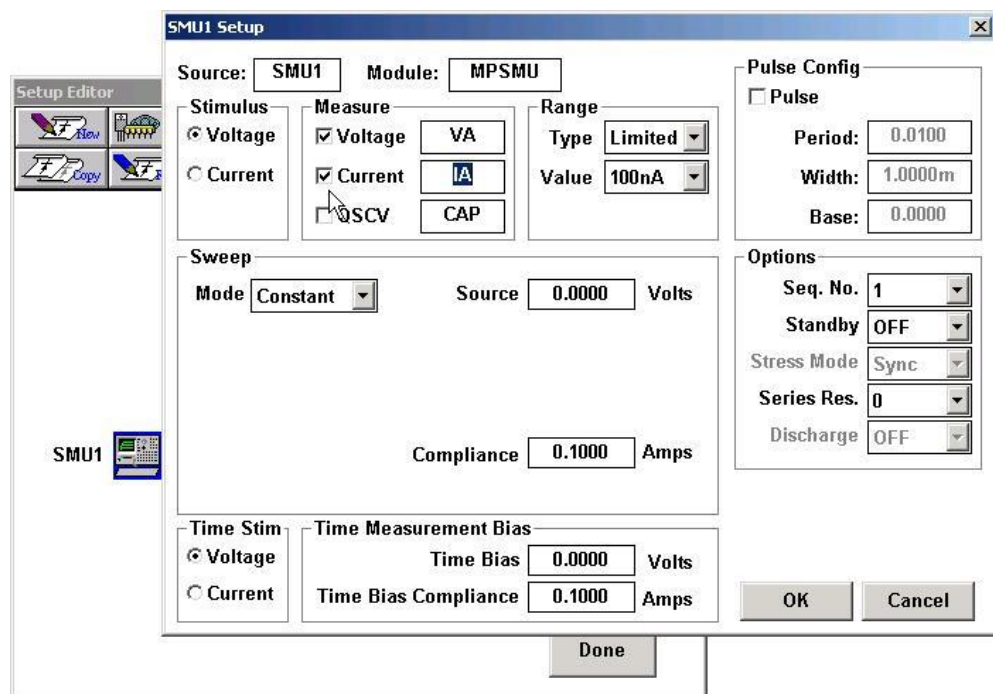 SMU1 Setup
Source: SMU1 Module: MPSMU
Pulse Config
Pulse
Period: 0.0100
Width: 1.0000m
Base: 0.0000
Setup Editor
New
Copy
Stimulus
Voltage
Current
Measure
Voltage VA
Current IA
QSCV CAP
Range
Type Limited
Value 100nA
Sweep
Mode Constant
Source 0.0000 Volts
Compliance 0.1000 Amps
Options
Seq. No. 1
Standby OFF
Stress Mode Sync
Series Res. 0
Discharge OFF
SMU1
Time Stim
Voltage
Current
Time Measurement Bias
Time Bias 0.0000 Volts
Time Bias Compliance 0.1000 Amps
OK Cancel
Done